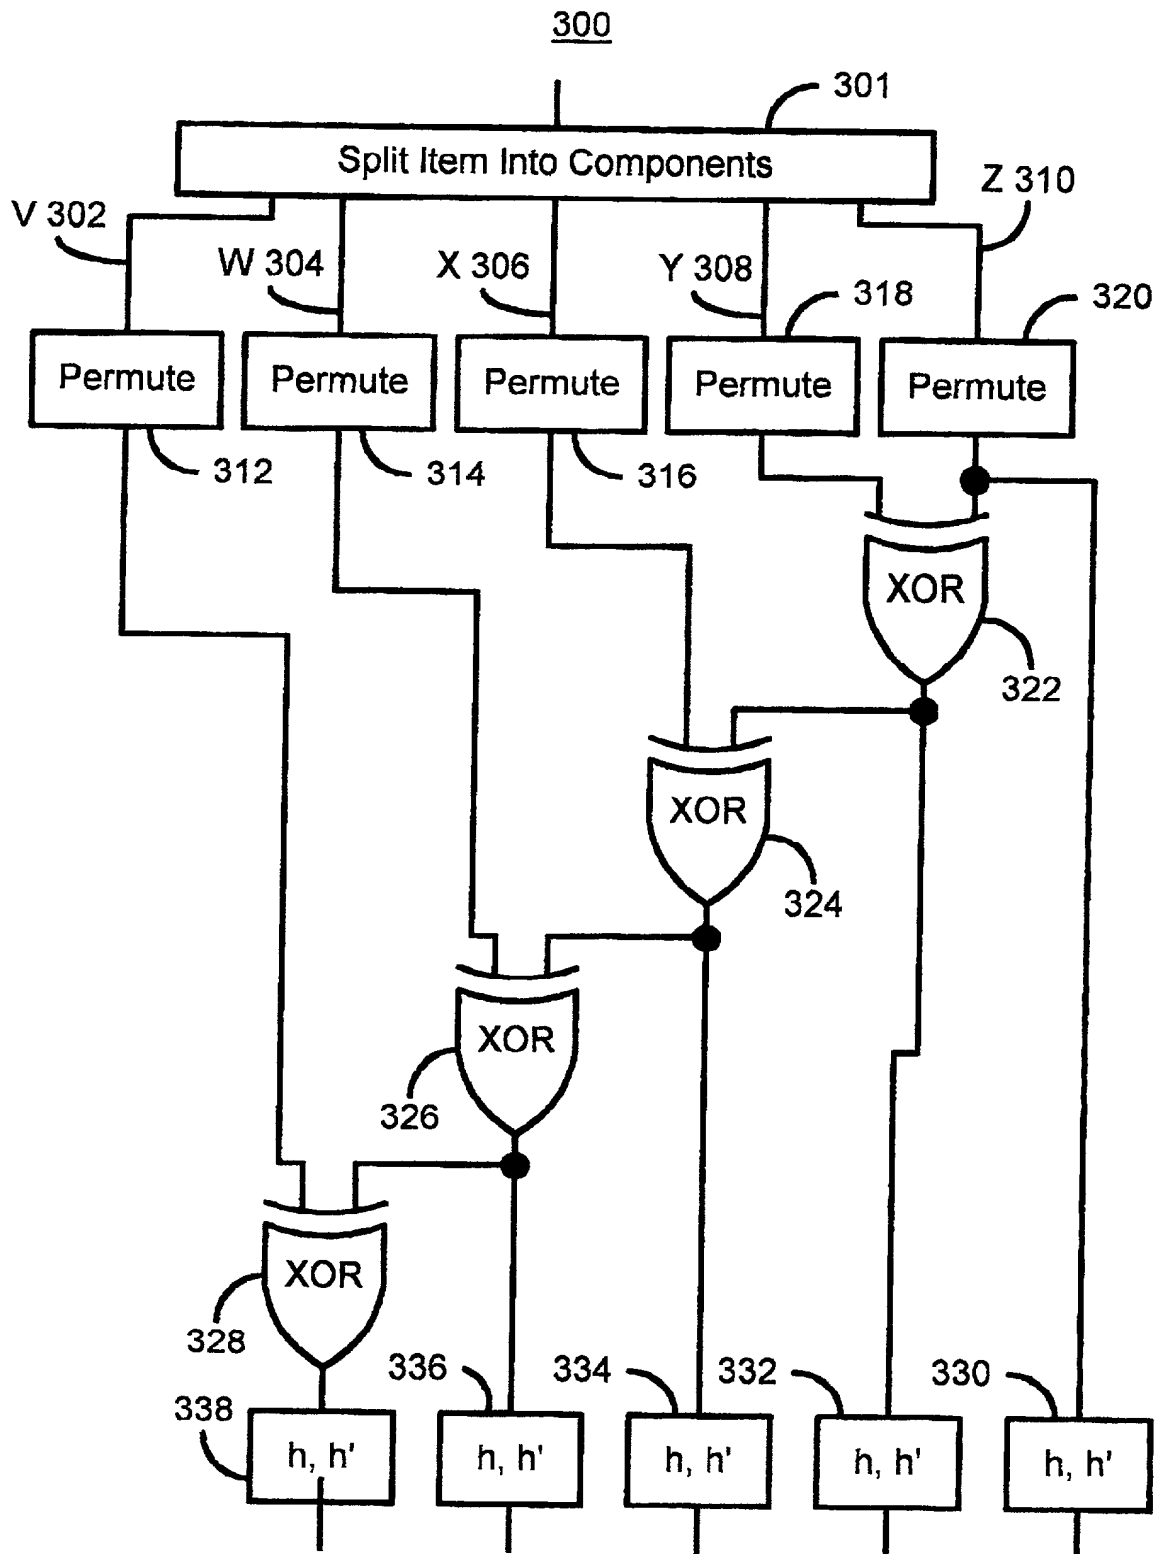 300
301
Split Item Into Components
V 302
W 304
X 306
Y 308
Z 310
318
320
Permute
Permute
Permute
Permute
Permute
312
314
316
XOR
322
XOR
324
XOR
326
XOR
328
338
336
334
332
330
h, h'
h, h'
h, h'
h, h'
h, h'